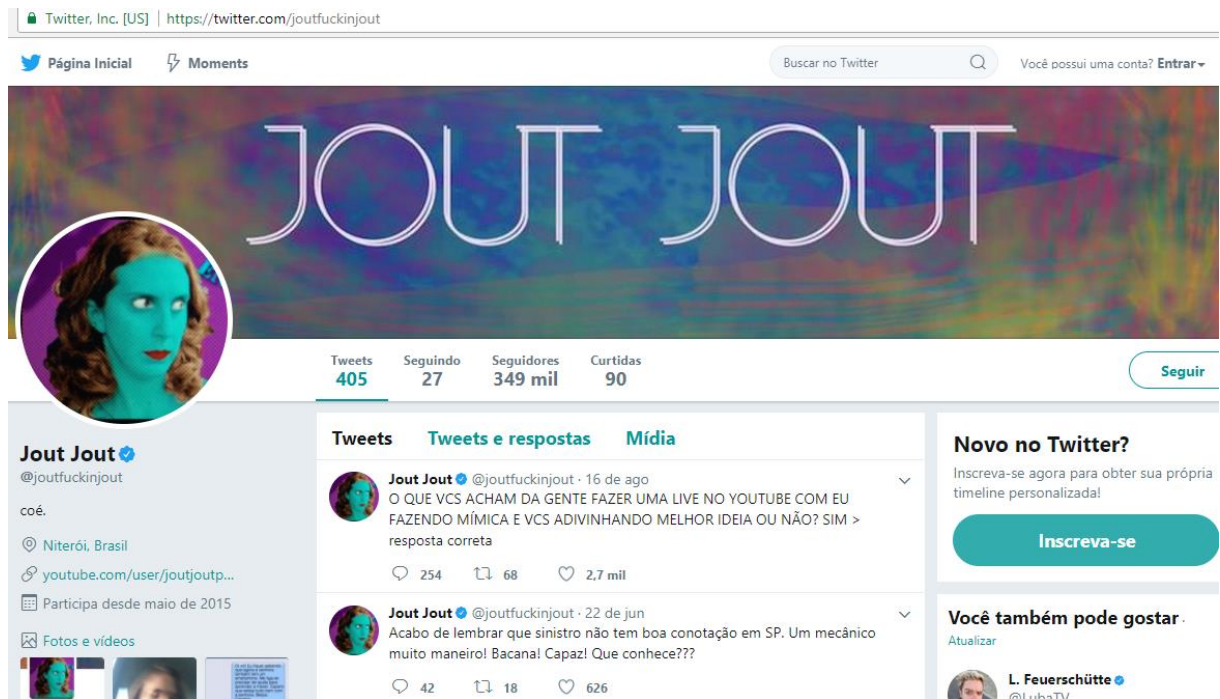 Twitter, Inc. [US] | https://twitter.com/joutfuckinjout
Página Inicial Moments Buscar no Twitter Você possui uma conta? Entrar
JOUT JOUT
Tweets Seguindo Seguidores Curtidas
405 27 349 mil 90
Seguir
Jout Jout
@joutfuckinjout
coé.
Niterói, Brasil
youtube.com/user/joutjoutp...
Participa desde maio de 2015
Fotos e vídeos
Tweets Tweets e respostas Mídia
Jout Jout @joutfuckinjout · 16 de ago
O QUE VCS ACHAM DA GENTE FAZER UMA LIVE NO YOUTUBE COM EU
FAZENDO MÍMICA E VCS ADIVINHANDO MELHOR IDEIA OU NÃO? SIM >
resposta correta
254 68 2,7 mil
Jout Jout @joutfuckinjout · 22 de jun
Acabo de lembrar que sinistro não tem boa conotação em SP. Um mecânico
muito maneiro! Bacana! Capaz! Que conhece???
42 18 626
Novo no Twitter?
Inscreva-se agora para obter sua própria
timeline personalizada!
Inscreva-se
Você também pode gostar ·
Atualizar
L. Feuerschütte
@LubaTV